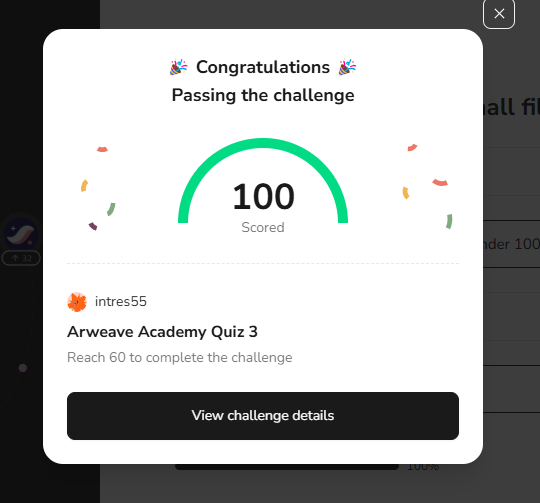 Congratulations
Passing the challenge
all fil
100
Scored
32
nder 100
intres55
Arweave Academy Quiz 3
Reach 60 to complete the challenge
View challenge details
100%